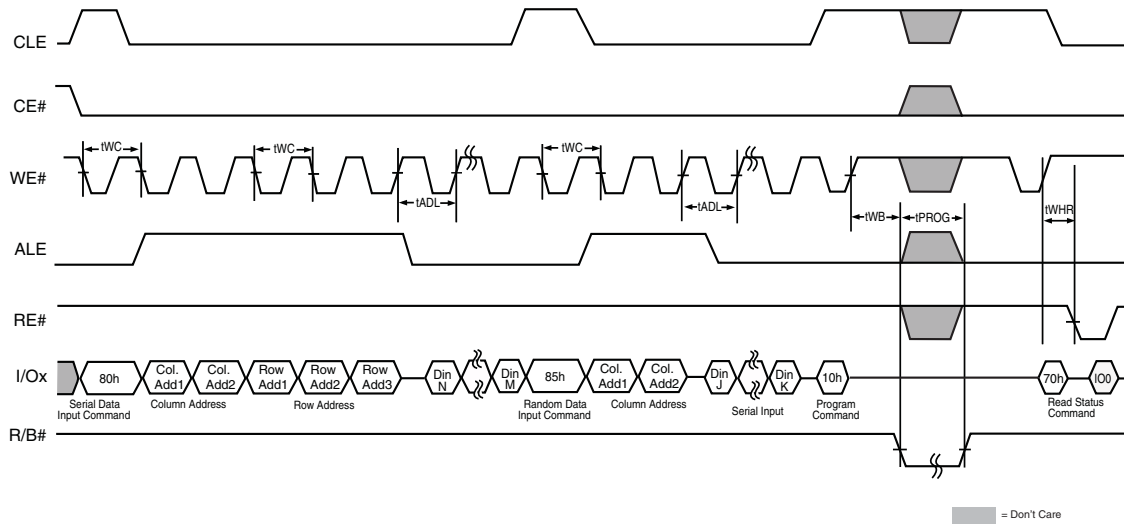 CLE
CE#
tWC
tWC
tWC
WE#
tADL
tADL
tWB
tPROG
tWHR
ALE
RE#
I/Ox
80h
Col. Add1
Col. Add2
Row Add1
Row Add2
Row Add3
Din N
Din M
85h
Col. Add1
Col. Add2
Din J
Din K
10h
70h
I00
Serial Data
Input Command
Column Address
Row Address
Random Data
Input Command
Column Address
Serial Input
Program
Command
Read Status
Command
R/B#
= Don't Care